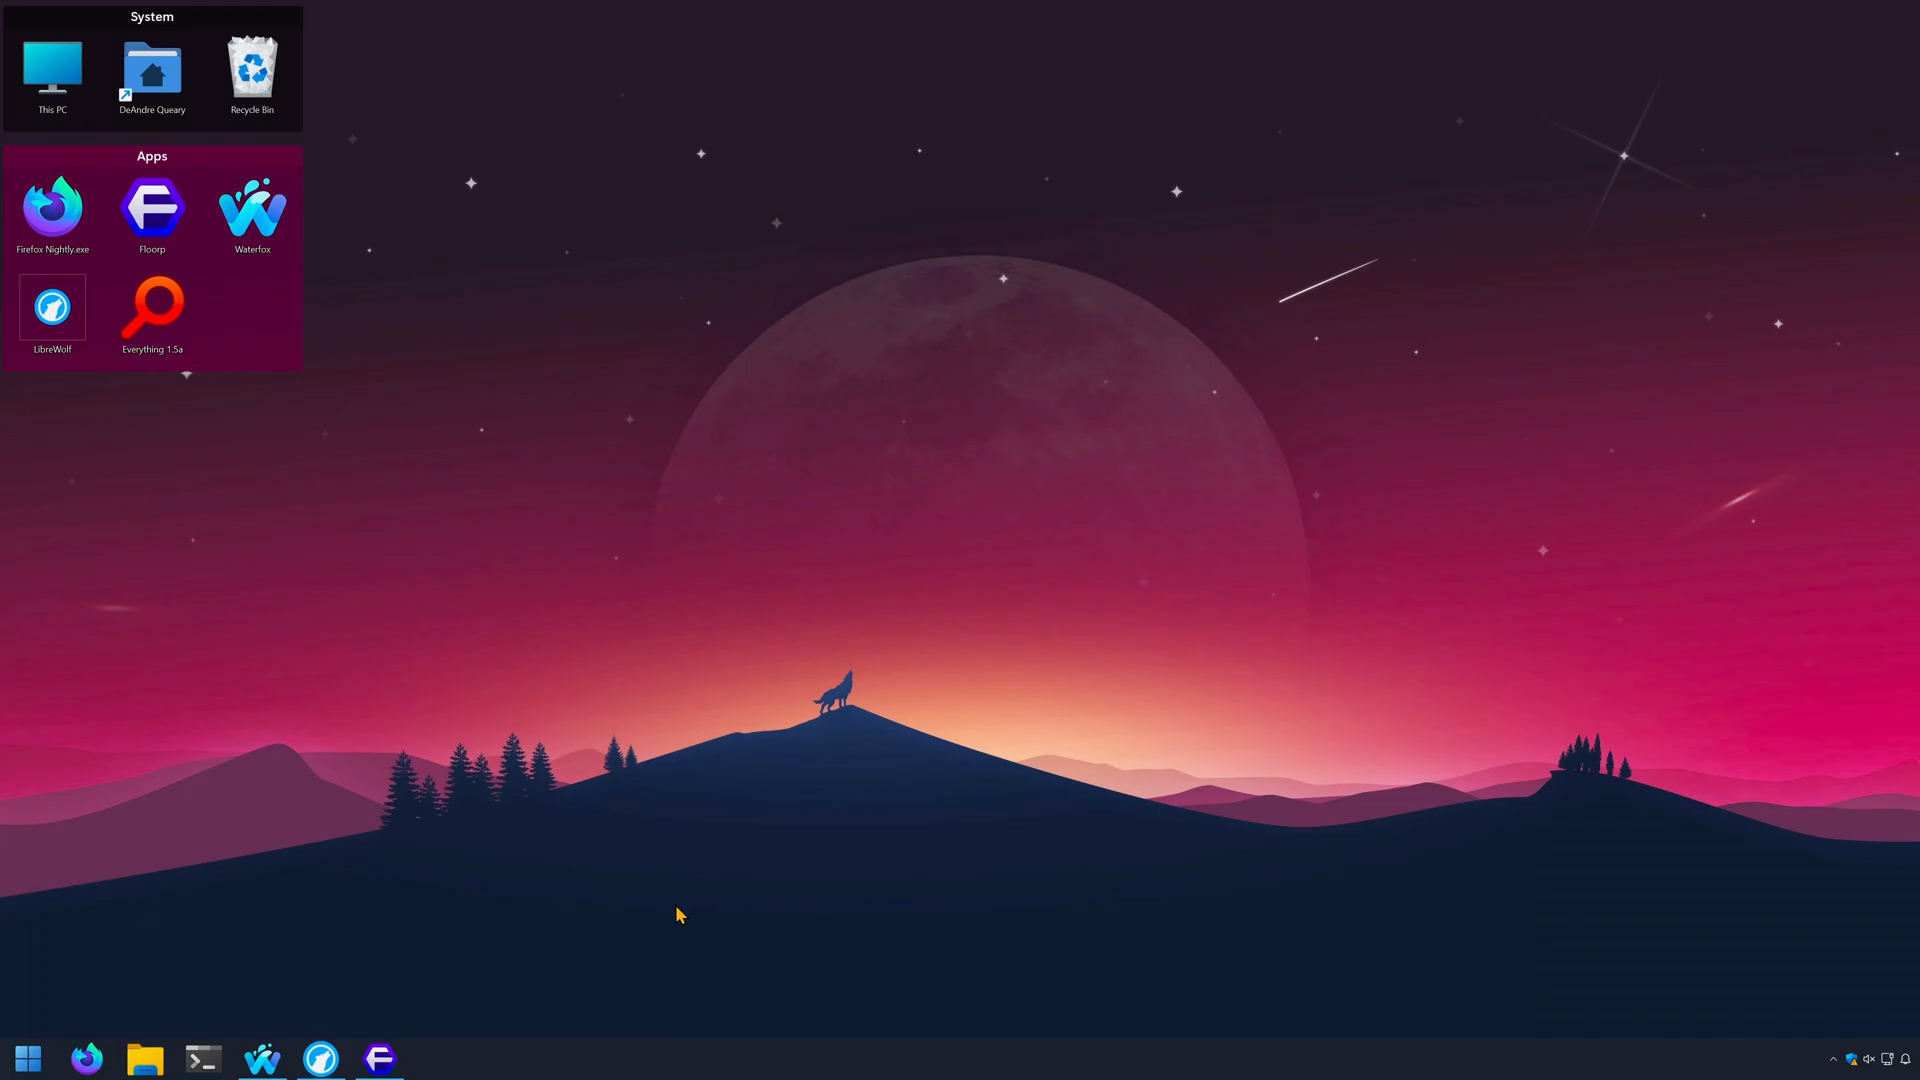 System
This PC
DeAndre Queary
Recycle Bin
Apps
Firefox Nightly.exe
Floorp
Waterfox
LibreWolf
Everything 1.5a